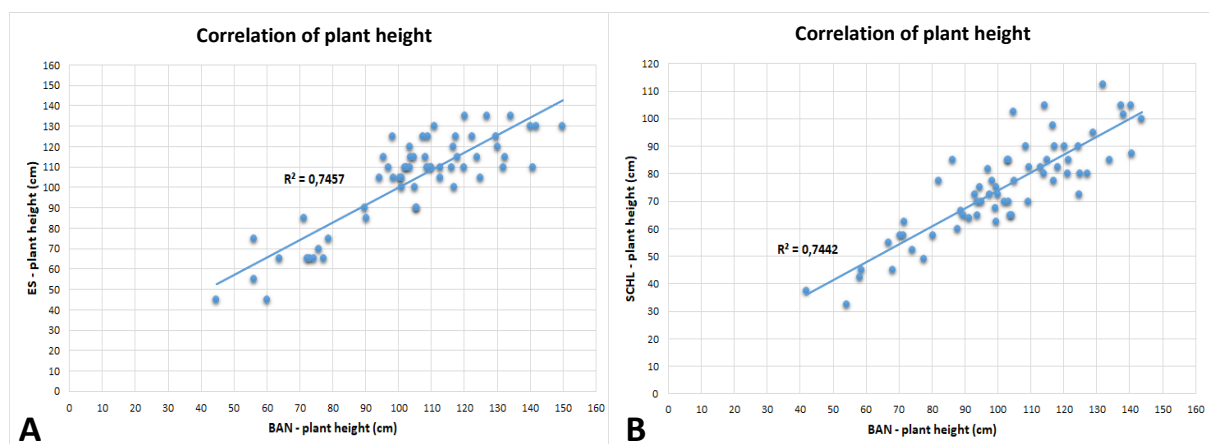 Correlation of plant height
160
150
140
130
120
110
100
90
80
70
60
50
40
30
20
10
0
ES - plant height (cm)
R² = 0,7457
0 10 20 30 40 50 60 70 80 90 100 110 120 130 140 150 160
BAN - plant height (cm)
A
Correlation of plant height
120
110
100
90
80
70
60
50
40
30
20
10
0
SCHL - plant height (cm)
R² = 0,7442
0 10 20 30 40 50 60 70 80 90 100 110 120 130 140 150 160
BAN - plant height (cm)
B